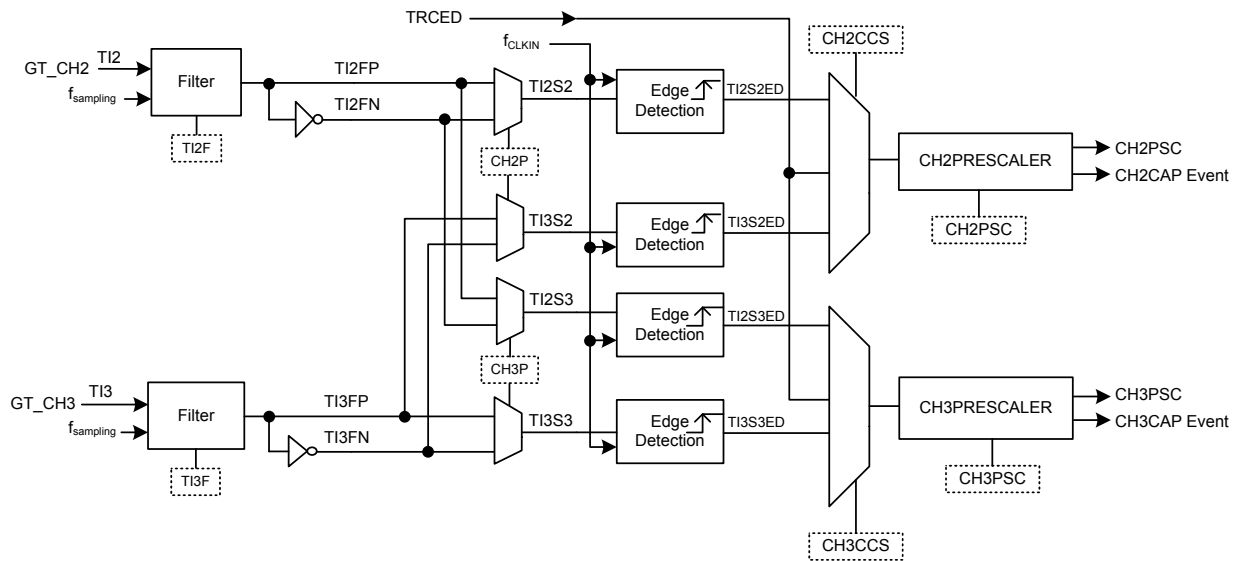 TRCED
fCLKIN
CH2CCS
GT_CH2
TI2
fsampling
Filter
TI2F
TI2FP
TI2FN
TI2S2
CH2P
Edge
Detection
TI2S2ED
CH2PRESCALER
CH2PSC
CH2CAP Event
CH2PSC
TI3S2
Edge
Detection
TI3S2ED
TI2S3
CH3P
Edge
Detection
TI2S3ED
GT_CH3
TI3
fsampling
Filter
TI3F
TI3FP
TI3FN
TI3S3
Edge
Detection
TI3S3ED
CH3PRESCALER
CH3PSC
CH3CAP Event
CH3PSC
CH3CCS